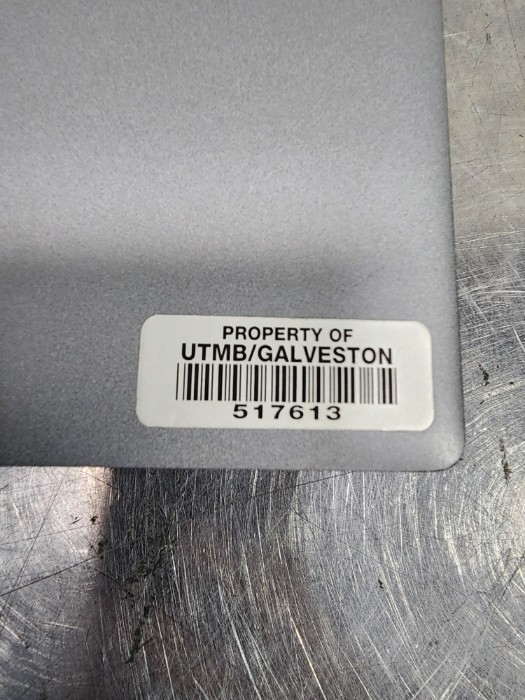 PROPERTY OF
UTMB/GALVESTON
517613